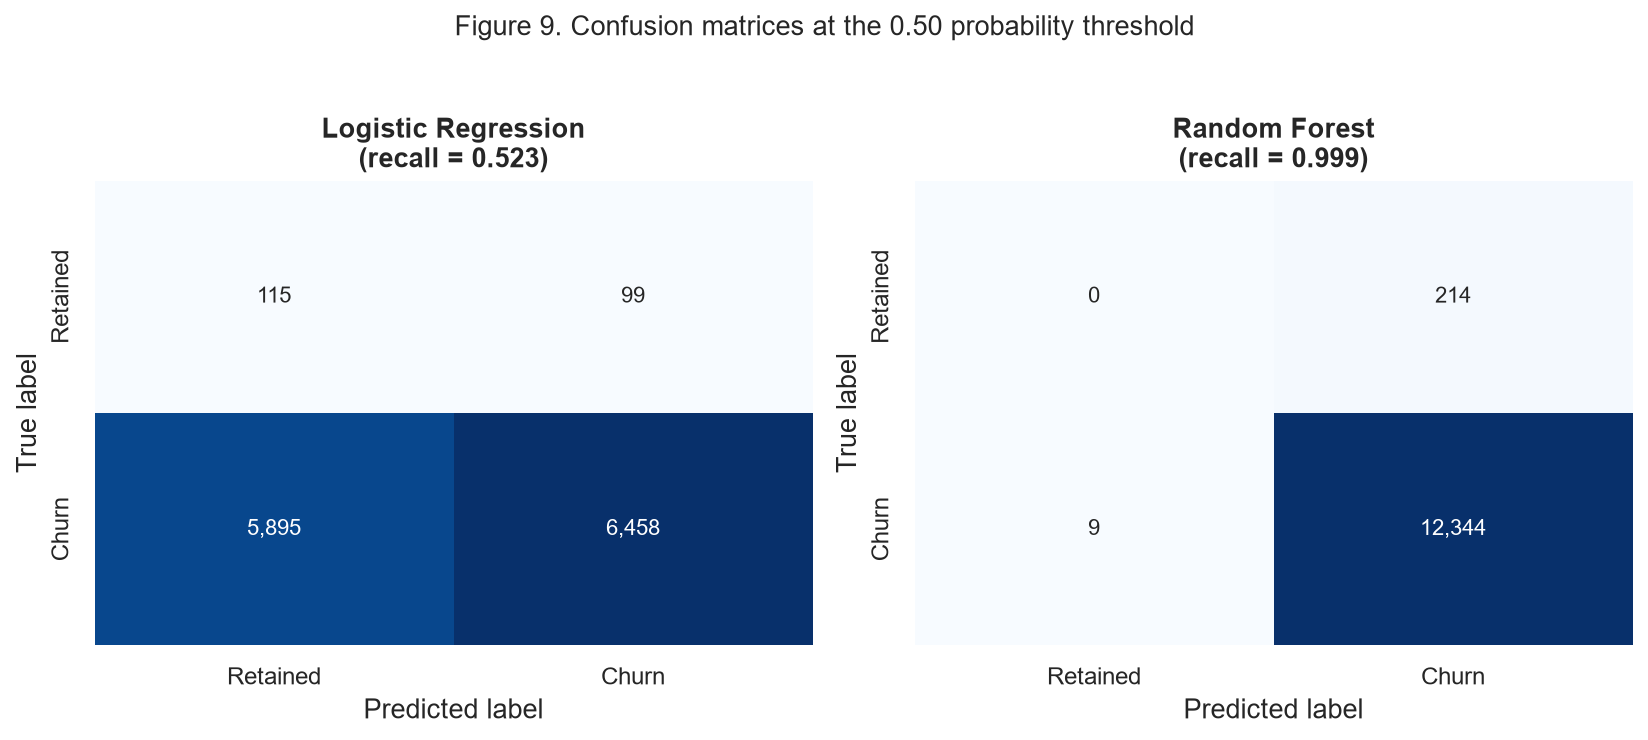 Figure 9. Confusion matrices at the 0.50 probability threshold
Logistic Regression
(recall = 0.523)
True label
Retained
Churn
115
99
5,895
6,458
Retained
Churn
Predicted label
Random Forest
(recall = 0.999)
True label
Retained
Churn
0
214
9
12,344
Retained
Churn
Predicted label